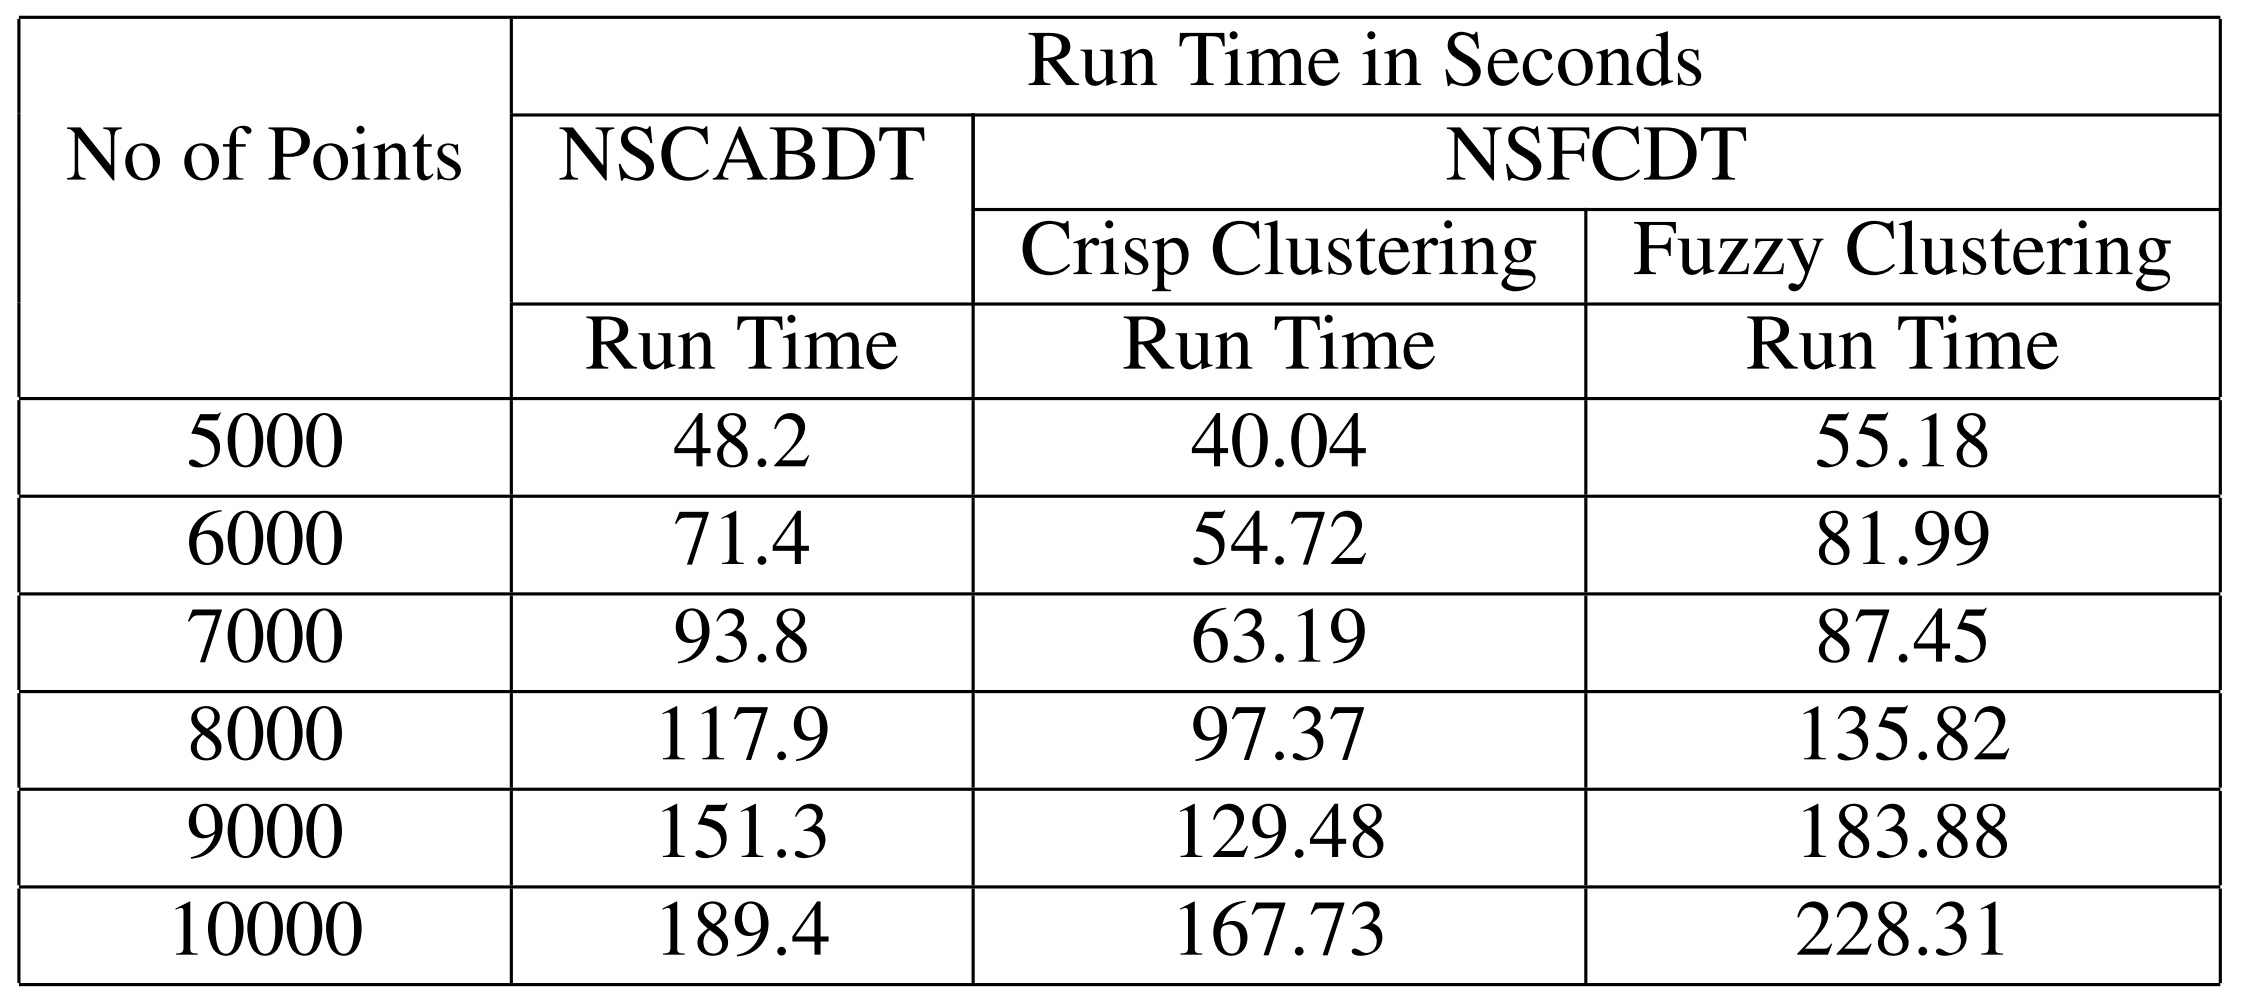 Run Time in Seconds
No of Points NSCABDT NSFCDT
Crisp Clustering Fuzzy Clustering
Run Time Run Time Run Time
5000 48.2 40.04 55.18
6000 71.4 54.72 81.99
7000 93.8 63.19 87.45
8000 117.9 97.37 135.82
9000 151.3 129.48 183.88
10000 189.4 167.73 228.31